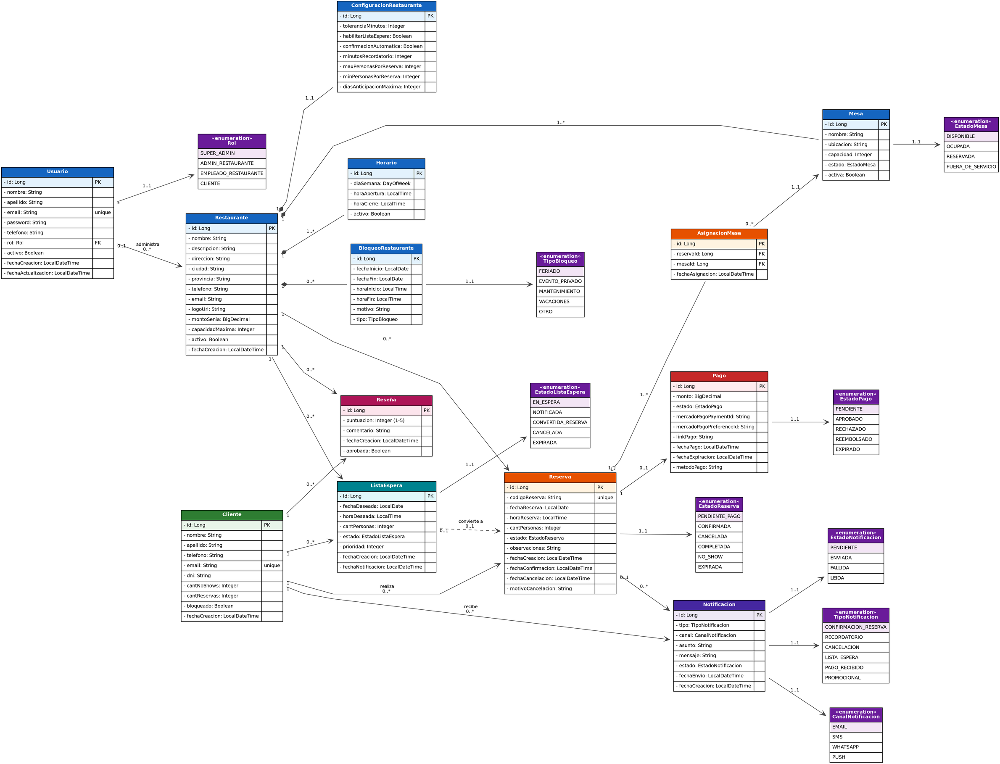 ConfiguracionRestaurante
- id: Long PK
- toleranciaMinutos: Integer
- habilitarListaEspera: Boolean
- confirmacionAutomatica: Boolean
- minutosRecordatorio: Integer
- maxPersonasPorReserva: Integer
- minPersonasPorReserva: Integer
- diasAnticipacionMaxima: Integer
1..1
1
Mesa
- id: Long PK
- nombre: String
- ubicacion: String
- capacidad: Integer
- estado: EstadoMesa
- activa: Boolean
1..*
1
«enumeration»
EstadoMesa
DISPONIBLE
OCUPADA
RESERVADA
FUERA_DE_SERVICIO
1..1
«enumeration»
Rol
SUPER_ADMIN
ADMIN_RESTAURANTE
EMPLEADO_RESTAURANTE
CLIENTE
1..1
*
Usuario
- id: Long PK
- nombre: String
- apellido: String
- email: String unique
- password: String
- telefono: String
- rol: Rol FK
- activo: Boolean
- fechaCreacion: LocalDateTime
- fechaActualizacion: LocalDateTime
administra
0..*
0..1
Horario
- id: Long PK
- diaSemana: DayOfWeek
- horaApertura: LocalTime
- horaCierre: LocalTime
- activo: Boolean
1..*
1
Restaurante
- id: Long PK
- nombre: String
- descripcion: String
- direccion: String
- ciudad: String
- provincia: String
- telefono: String
- email: String
- logoUrl: String
- montoSenia: BigDecimal
- capacidadMaxima: Integer
- activo: Boolean
- fechaCreacion: LocalDateTime
BloqueoRestaurante
- id: Long PK
- fechaInicio: LocalDate
- fechaFin: LocalDate
- horaInicio: LocalTime
- horaFin: LocalTime
- motivo: String
- tipo: TipoBloqueo
0..*
1
1..1
«enumeration»
TipoBloqueo
FERIADO
EVENTO_PRIVADO
MANTENIMIENTO
VACACIONES
OTRO
AsignacionMesa
- id: Long PK
- reservaId: Long FK
- mesaId: Long FK
- fechaAsignacion: LocalDateTime
1..1
0..*
1
0..*
1
0..*
1
0..*
Reseña
- id: Long PK
- puntuacion: Integer (1-5)
- comentario: String
- fechaCreacion: LocalDateTime
- aprobada: Boolean
0..*
1
«enumeration»
EstadoListaEspera
EN_ESPERA
NOTIFICADA
CONVERTIDA_RESERVA
CANCELADA
EXPIRADA
1..1
1..*
1
Pago
- id: Long PK
- monto: BigDecimal
- estado: EstadoPago
- mercadoPagoPaymentId: String
- mercadoPagoPreferenceId: String
- linkPago: String
- fechaPago: LocalDateTime
- fechaExpiracion: LocalDateTime
- metodoPago: String
0..1
1
1..1
«enumeration»
EstadoPago
PENDIENTE
APROBADO
RECHAZADO
REEMBOLSADO
EXPIRADO
ListaEspera
- id: Long PK
- fechaDeseada: LocalDate
- horaDeseada: LocalTime
- cantPersonas: Integer
- estado: EstadoListaEspera
- prioridad: Integer
- fechaCreacion: LocalDateTime
- fechaNotificacion: LocalDateTime
convierte a
0..1
0..1
Reserva
- id: Long PK
- codigoReserva: String unique
- fechaReserva: LocalDate
- horaReserva: LocalTime
- cantPersonas: Integer
- estado: EstadoReserva
- observaciones: String
- fechaCreacion: LocalDateTime
- fechaConfirmacion: LocalDateTime
- fechaCancelacion: LocalDateTime
- motivoCancelacion: String
1..1
«enumeration»
EstadoReserva
PENDIENTE_PAGO
CONFIRMADA
CANCELADA
COMPLETADA
NO_SHOW
EXPIRADA
Cliente
- id: Long PK
- nombre: String
- apellido: String
- telefono: String
- email: String unique
- dni: String
- cantNoShows: Integer
- cantReservas: Integer
- bloqueado: Boolean
- fechaCreacion: LocalDateTime
0..*
1
1
realiza
0..*
1
recibe
0..*
0..1
0..*
Notificacion
- id: Long PK
- tipo: TipoNotificacion
- canal: CanalNotificacion
- asunto: String
- mensaje: String
- estado: EstadoNotificacion
- fechaEnvio: LocalDateTime
- fechaCreacion: LocalDateTime
1..1
«enumeration»
EstadoNotificacion
PENDIENTE
ENVIADA
FALLIDA
LEIDA
1..1
«enumeration»
TipoNotificacion
CONFIRMACION_RESERVA
RECORDATORIO
CANCELACION
LISTA_ESPERA
PAGO_RECIBIDO
PROMOCIONAL
1..1
«enumeration»
CanalNotificacion
EMAIL
SMS
WHATSAPP
PUSH